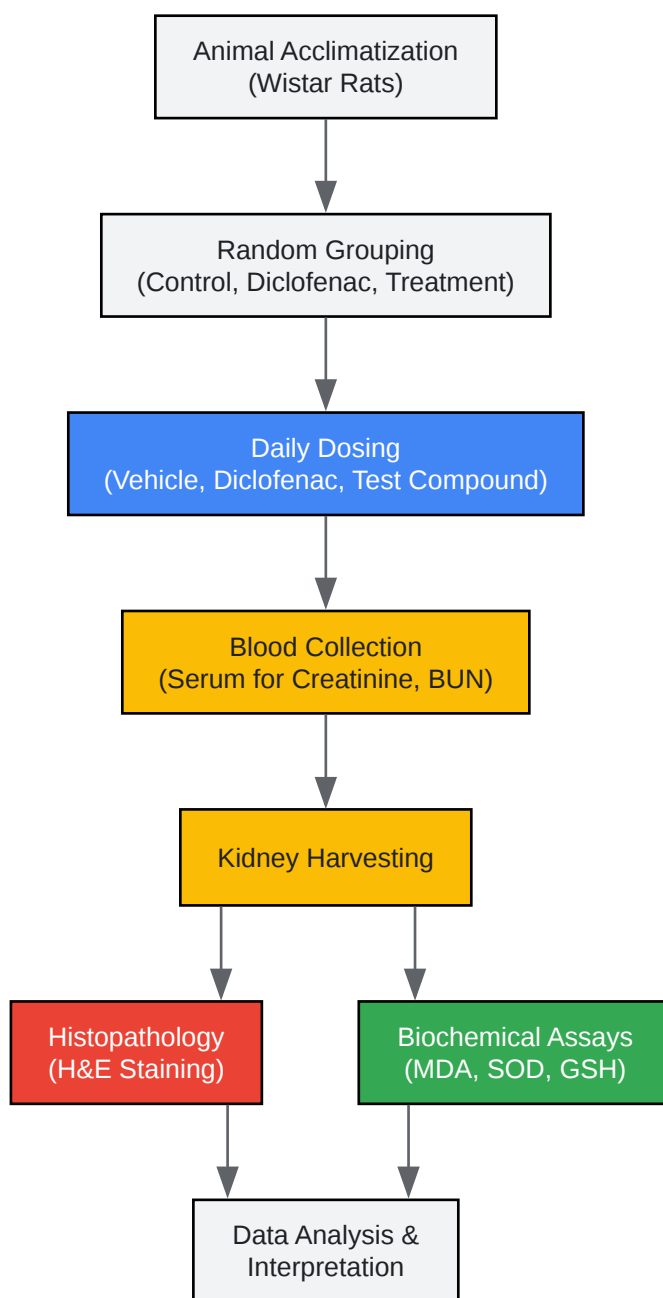 Animal Acclimatization
(Wistar Rats)
Random Grouping
(Control, Diclofenac, Treatment)
Daily Dosing
(Vehicle, Diclofenac, Test Compound)
Blood Collection
(Serum for Creatinine, BUN)
Kidney Harvesting
Histopathology
(H&E Staining)
Biochemical Assays
(MDA, SOD, GSH)
Data Analysis &
Interpretation